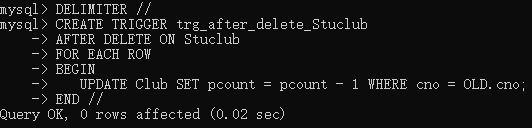 mysql> DELIMITER //
mysql> CREATE TRIGGER trg_after_delete_Stuclub
    -> AFTER DELETE ON Stuclub
    -> FOR EACH ROW
    -> BEGIN
    ->     UPDATE Club SET pcount = pcount - 1 WHERE cno = OLD.cno;
    -> END //
Query OK, 0 rows affected (0.02 sec)